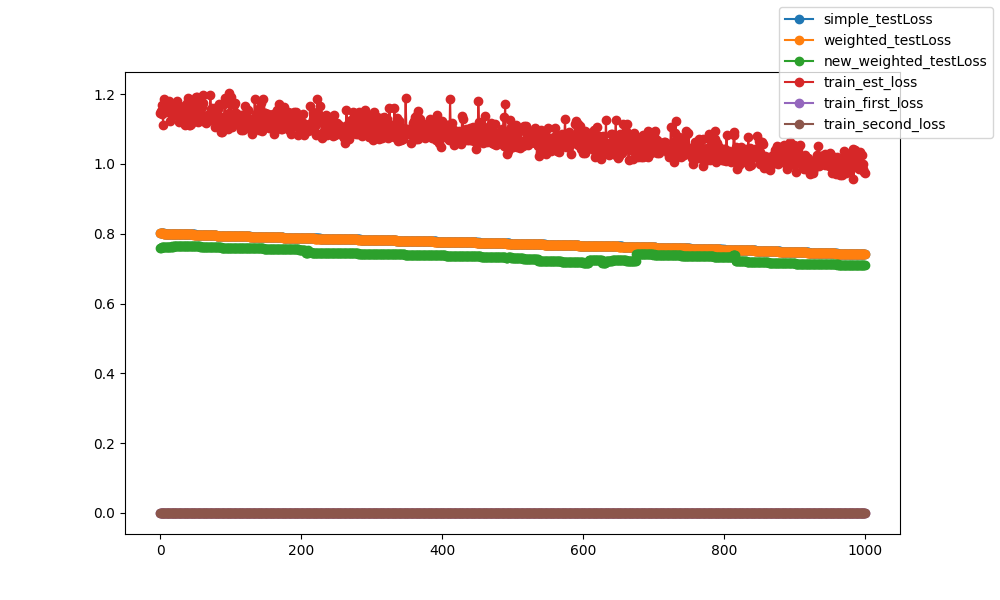 simple_testLoss
weighted_testLoss
new_weighted_testLoss
train_est_loss
train_first_loss
train_second_loss
1.2
1.0
0.8
0.6
0.4
0.2
0.0
0 200 400 600 800 1000